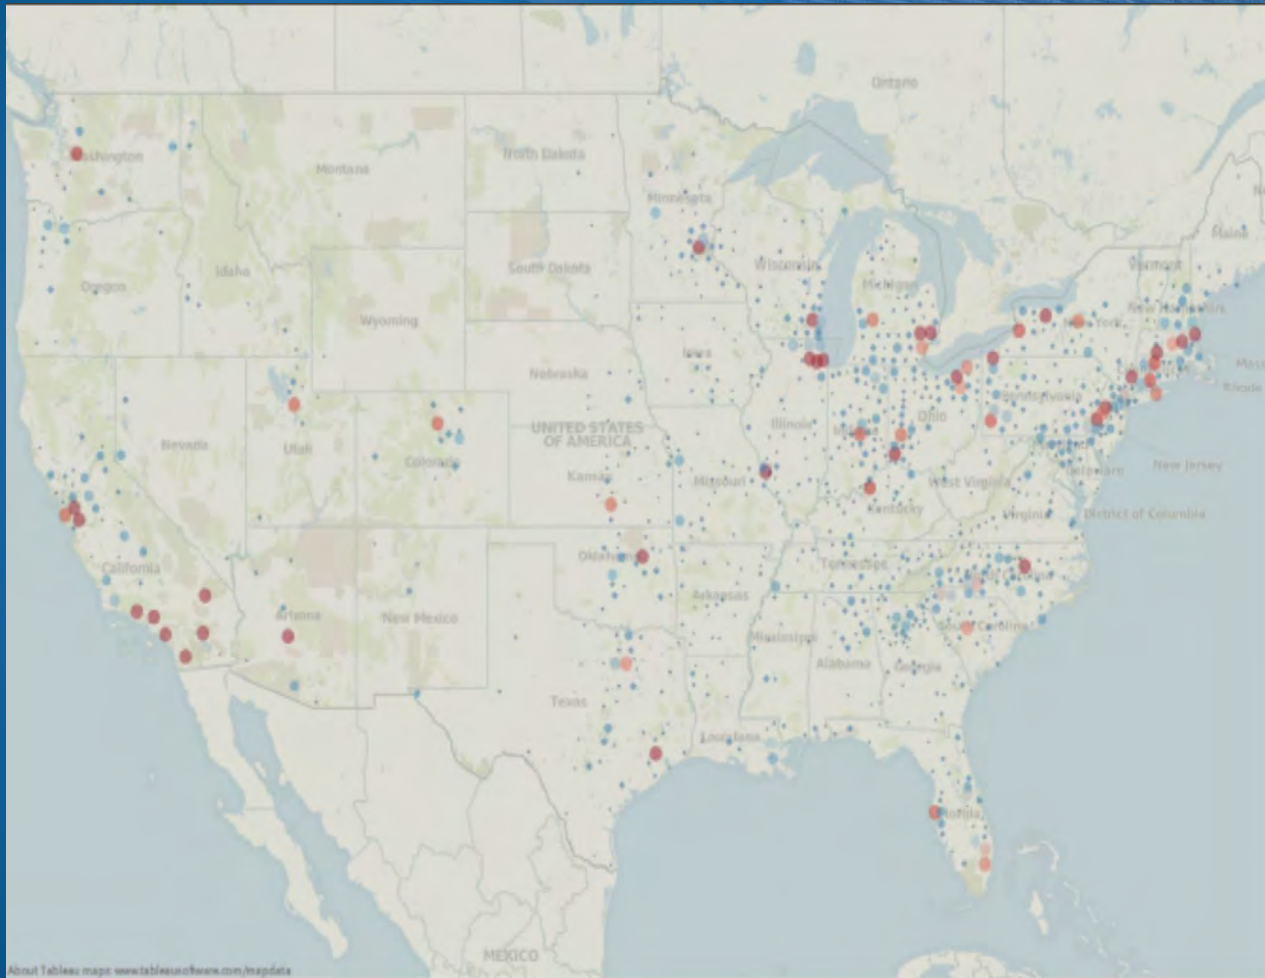 Ontario
Washington
Montana
North Dakota
Minnesota
Maine
Oregon
Idaho
South Dakota
Wisconsin
Michigan
Vermont
New Hampshire
Wyoming
New York
Iowa
Nebraska
Pennsylvania
Rhode
Nevada
Utah
UNITED STATES
OF AMERICA
Illinois
Ohio
Colorado
Kansas
Missouri
Delaware
New Jersey
West Virginia
Kentucky
Virginia
District of Columbia
California
Oklahoma
Tennessee
Arizona
New Mexico
Arkansas
Mississippi
South Carolina
Alabama
Georgia
Texas
Louisiana
Florida
MEXICO
About Tableau maps: www.tableausoftware.com/mapdata